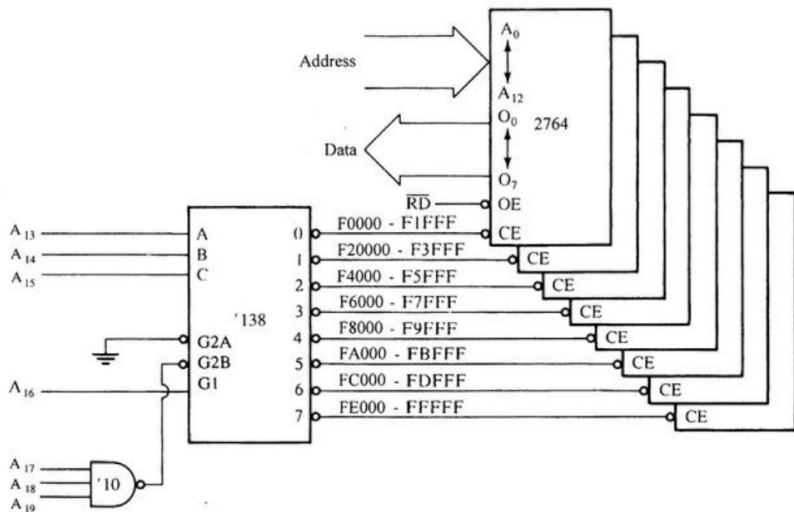 Address
A0
A12
O0
2764
Data
O7
RD
OE
F0000 - F1FFF
CE
A13
A
0
F20000 - F3FFF
A14
B
1
CE
A15
C
F4000 - F5FFF
2
CE
'138
F6000 - F7FFF
3
CE
G2A
F8000 - F9FFF
4
CE
G2B
FA000 - FBFFF
5
CE
A16
G1
FC000 - FDFFF
6
CE
FE000 - FFFFF
7
CE
A17
A18
'10
A19